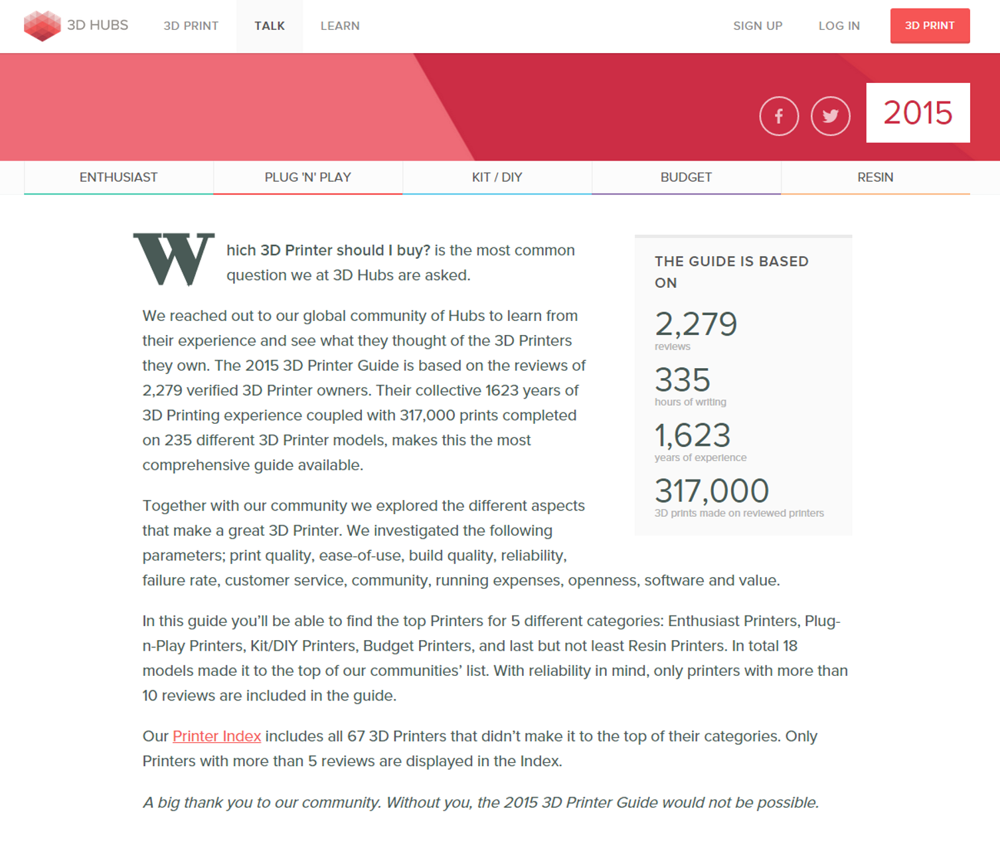 3D HUBS
3D PRINT
TALK
LEARN
SIGN UP
LOG IN
3D PRINT
2015
ENTHUSIAST
PLUG 'N' PLAY
KIT / DIY
BUDGET
RESIN
Which 3D Printer should I buy? is the most common
question we at 3D Hubs are asked.
We reached out to our global community of Hubs to learn from
their experience and see what they thought of the 3D Printers
they own. The 2015 3D Printer Guide is based on the reviews of
2,279 verified 3D Printer owners. Their collective 1623 years of
3D Printing experience coupled with 317,000 prints completed
on 235 different 3D Printer models, makes this the most
comprehensive guide available.
Together with our community we explored the different aspects
that make a great 3D Printer. We investigated the following
parameters; print quality, ease-of-use, build quality, reliability,
failure rate, customer service, community, running expenses, openness, software and value.
In this guide you’ll be able to find the top Printers for 5 different categories: Enthusiast Printers, Plug-
n-Play Printers, Kit/DIY Printers, Budget Printers, and last but not least Resin Printers. In total 18
models made it to the top of our communities’ list. With reliability in mind, only printers with more than
10 reviews are included in the guide.
Our Printer Index includes all 67 3D Printers that didn’t make it to the top of their categories. Only
Printers with more than 5 reviews are displayed in the Index.
A big thank you to our community. Without you, the 2015 3D Printer Guide would not be possible.
THE GUIDE IS BASED
ON
2,279
reviews
335
hours of writing
1,623
years of experience
317,000
3D prints made on reviewed printers